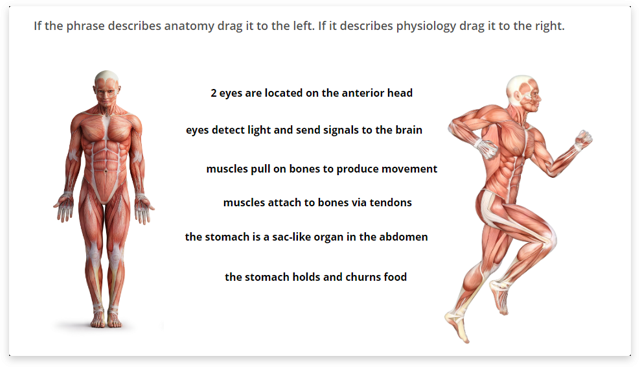 If the phrase describes anatomy drag it to the left. If it describes physiology drag it to the right.
2 eyes are located on the anterior head
eyes detect light and send signals to the brain
muscles pull on bones to produce movement
muscles attach to bones via tendons
the stomach is a sac-like organ in the abdomen
the stomach holds and churns food